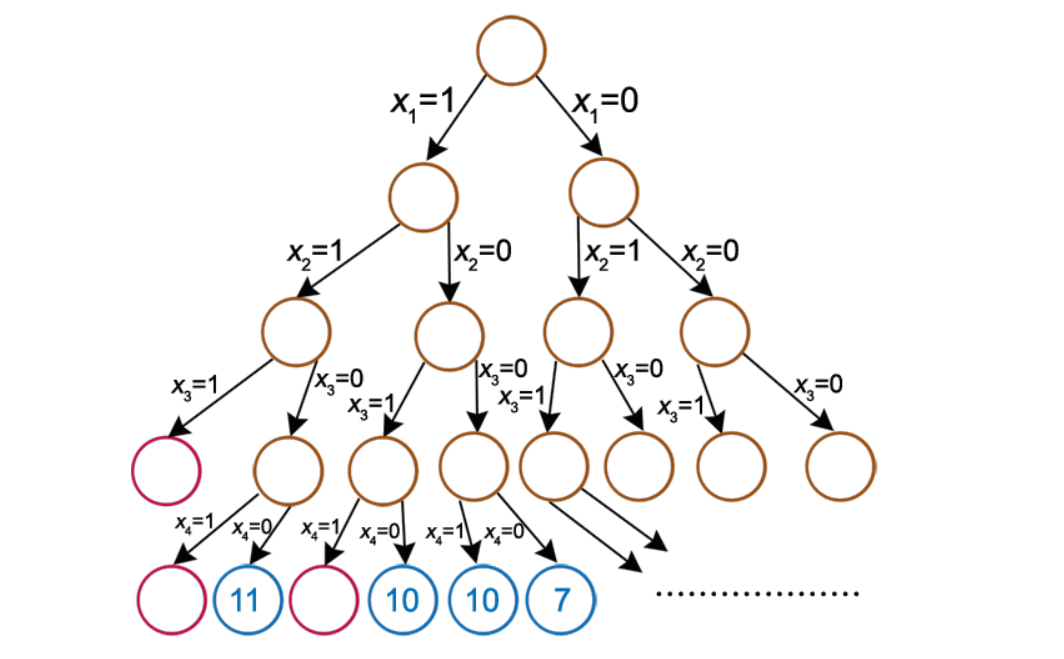 x₁=1 x₁=0
x₂=1 x₂=0 x₂=1 x₂=0
x₃=1 x₃=0 x₃=1 x₃=0 x₃=1 x₃=0 x₃=1 x₃=0
x₄=1 x₄=0 x₄=1 x₄=0 x₄=1 x₄=0
11 10 10 7 ...................